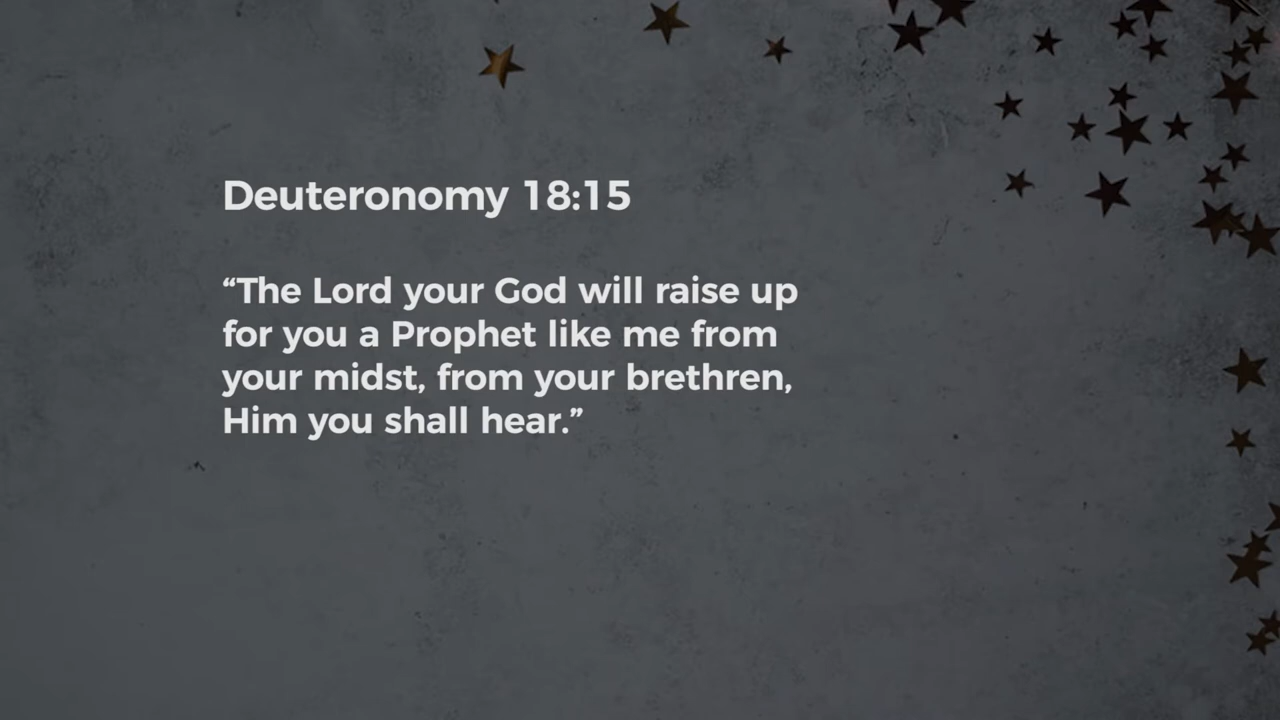 Deuteronomy 18:15
“The Lord your God will raise up
for you a Prophet like me from
your midst, from your brethren,
Him you shall hear.”